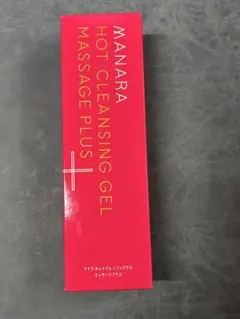 MANARA
HOT CLEANSING GEL
MASSAGE PLUS
マナラ ホットクレンジングゲル
マッサージプラス